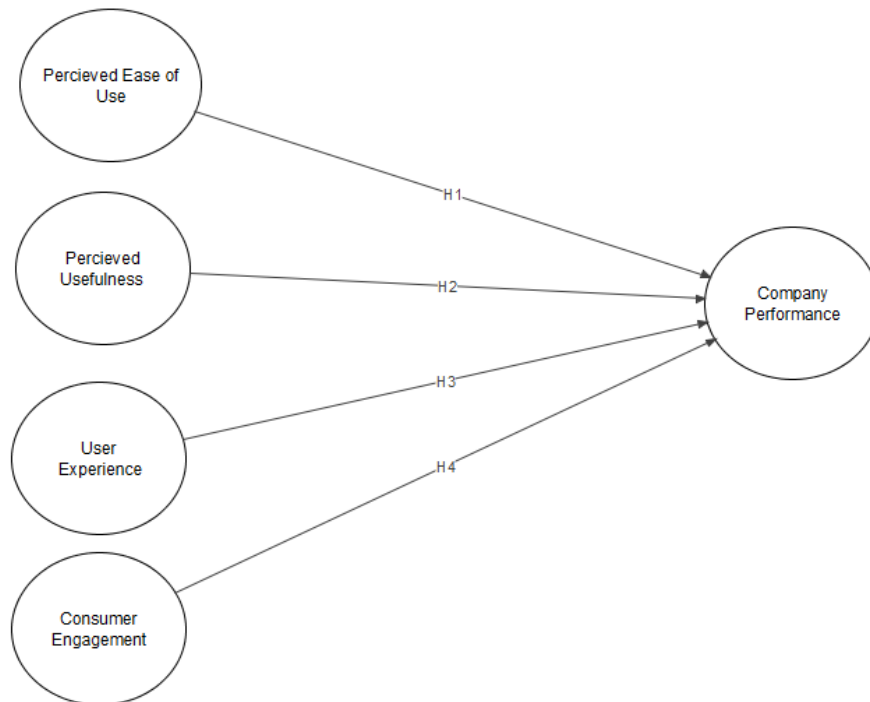 Percieved Ease of
Use
H1
Percieved
Usefulness
H2
Company
Performance
H3
User
Experience
H4
Consumer
Engagement